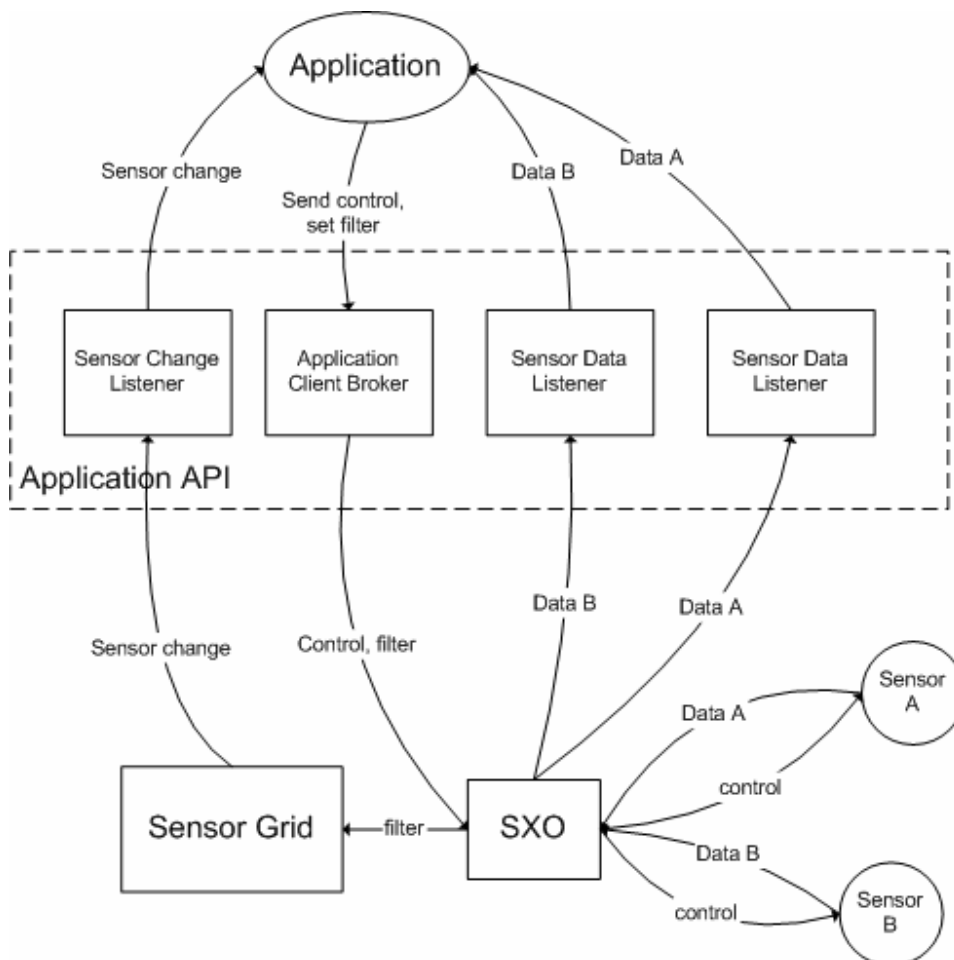 Application
Sensor change
Send control,
set filter
Data B
Data A
Sensor Change
Listener
Application
Client Broker
Sensor Data
Listener
Sensor Data
Listener
Application API
Sensor change
Control, filter
Data B
Data A
Sensor
A
Data A
control
Sensor Grid
filter
SXO
Data B
control
Sensor
B